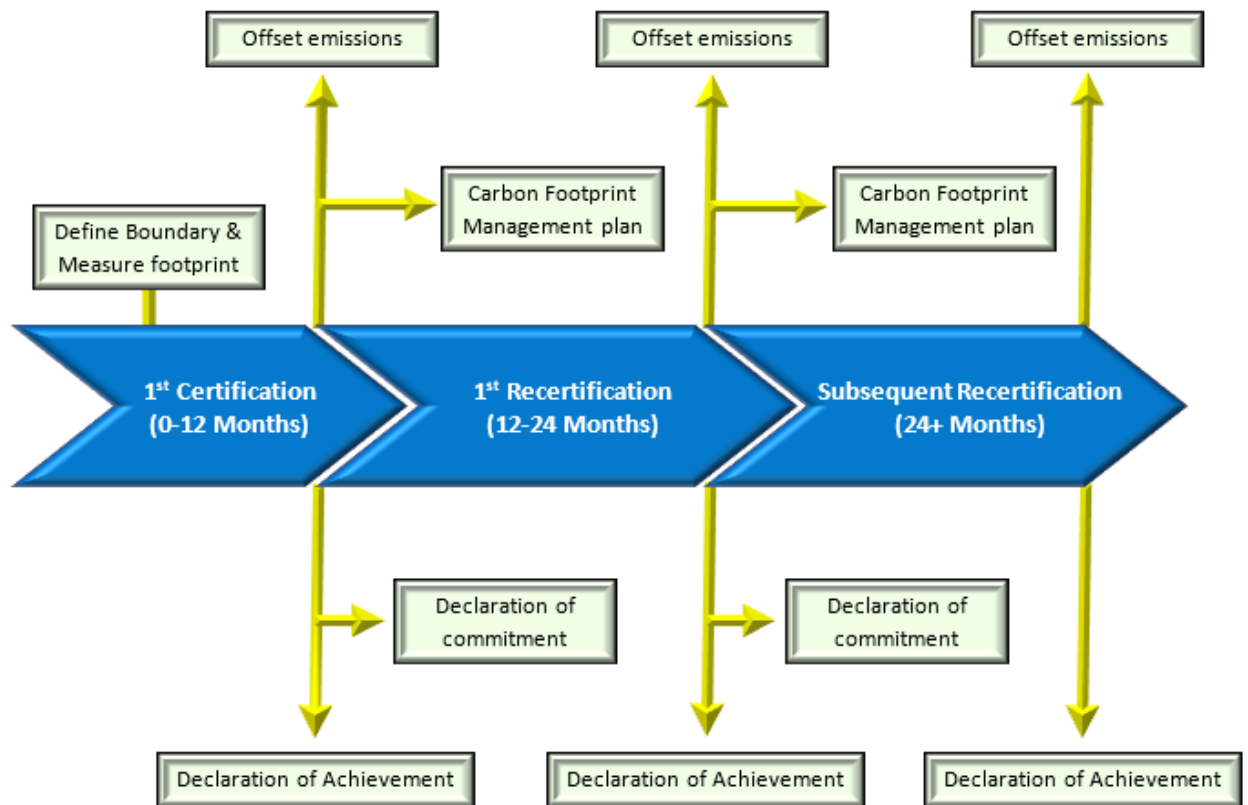 Offset emissions
Offset emissions
Offset emissions
Carbon Footprint
Management plan
Carbon Footprint
Management plan
Define Boundary &
Measure footprint
1st Certification
(0-12 Months)
1st Recertification
(12-24 Months)
Subsequent Recertification
(24+ Months)
Declaration of
commitment
Declaration of
commitment
Declaration of Achievement
Declaration of Achievement
Declaration of Achievement